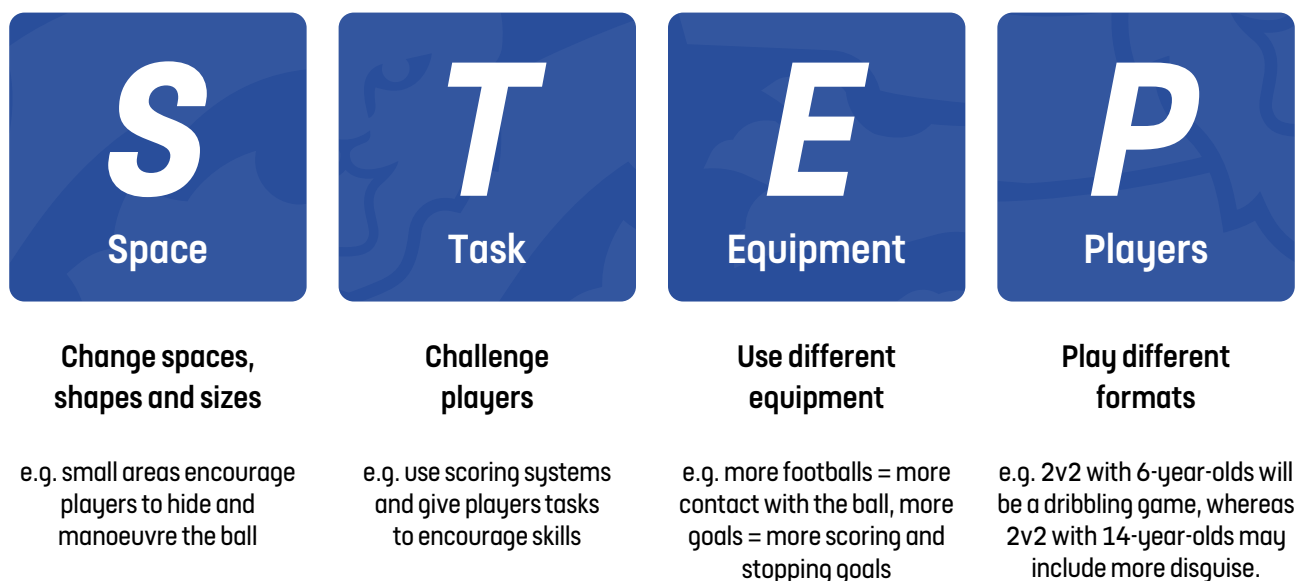 S
Space
Change spaces,
shapes and sizes
e.g. small areas encourage
players to hide and
manoeuvre the ball
T
Task
Challenge
players
e.g. use scoring systems
and give players tasks
to encourage skills
E
Equipment
Use different
equipment
e.g. more footballs = more
contact with the ball, more
goals = more scoring and
stopping goals
P
Players
Play different
formats
e.g. 2v2 with 6-year-olds will
be a dribbling game, whereas
2v2 with 14-year-olds may
include more disguise.